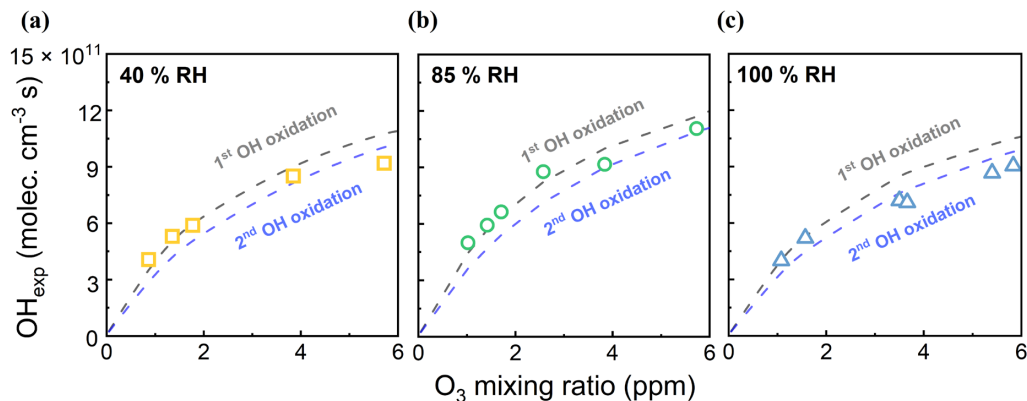 (a) (b) (c)
15 × 10¹¹
40 % RH
85 % RH
100 % RH
12
9
6
3
0
1ˢᵗ OH oxidation
2ⁿᵈ OH oxidation
1ˢᵗ OH oxidation
2ⁿᵈ OH oxidation
1ˢᵗ OH oxidation
2ⁿᵈ OH oxidation
OHₑₓₚ (molec. cm⁻³ s)
0 2 4 6 0 2 4 6 0 2 4 6
O₃ mixing ratio (ppm)